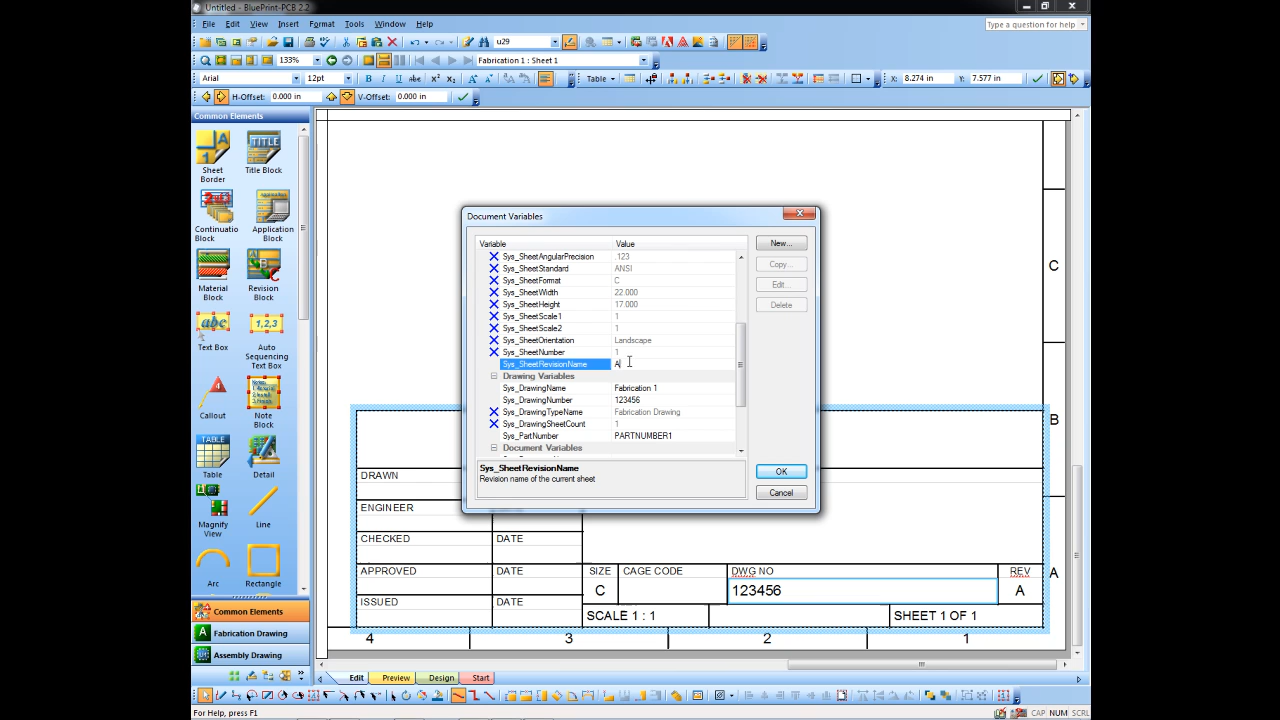 Untitled - BluePrint-PCB 2.2
File Edit View Insert Format Tools Window Help
Type a question for help
u29
133%
Fabrication 1 : Sheet 1
Arial 12pt B I U abc Table X: 8.274 in Y: 7.577 in
H-Offset: 0.000 in V-Offset: 0.000 in
Common Elements
Sheet Border
Title Block
Application Block
Material Block
Revision Block
Text Box
Auto Sequencing Text Box
Callout
Note Block
Table
Detail
Magnify View
Line
Arc
Rectangle
Common Elements
Fabrication Drawing
Assembly Drawing
Document Variables
Variable Value
Sys_SheetAngularPrecision .123
Sys_SheetStandard ANSI
Sys_SheetFormat C
Sys_SheetWidth 22.000
Sys_SheetHeight 17.000
Sys_SheetScale1 1
Sys_SheetScale2 1
Sys_SheetOrientation Landscape
Sys_SheetNumber 1
Sys_SheetRevisionName A
Drawing Variables
Sys_DrawingName Fabrication 1
Sys_DrawingNumber 123456
Sys_DrawingTypeName Fabrication Drawing
Sys_DrawingSheetCount 1
Sys_PartNumber PARTNUMBER1
Document Variables
Sys_SheetRevisionName
Revision name of the current sheet
New...
Copy...
Edit...
Delete
OK
Cancel
C
B
A
DRAWN
ENGINEER
CHECKED DATE
APPROVED DATE
ISSUED DATE
SIZE CAGE CODE DWG NO REV
C 123456 A
SCALE 1 : 1 SHEET 1 OF 1
4 3 2 1
Edit Preview Design Start
For Help, press F1
CAP NUM SCRL